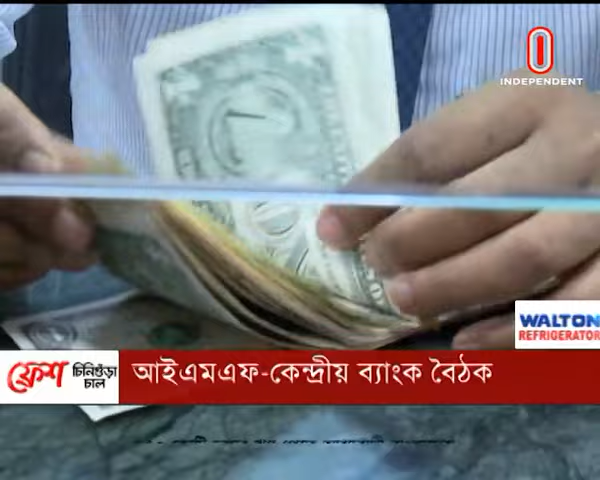 INDEPENDENT
WALTON
REFRIGERATOR
ফ্রেশ চিনিগুঁড়া চাল
আইএমএফ-কেন্দ্রীয় ব্যাংক বৈঠক